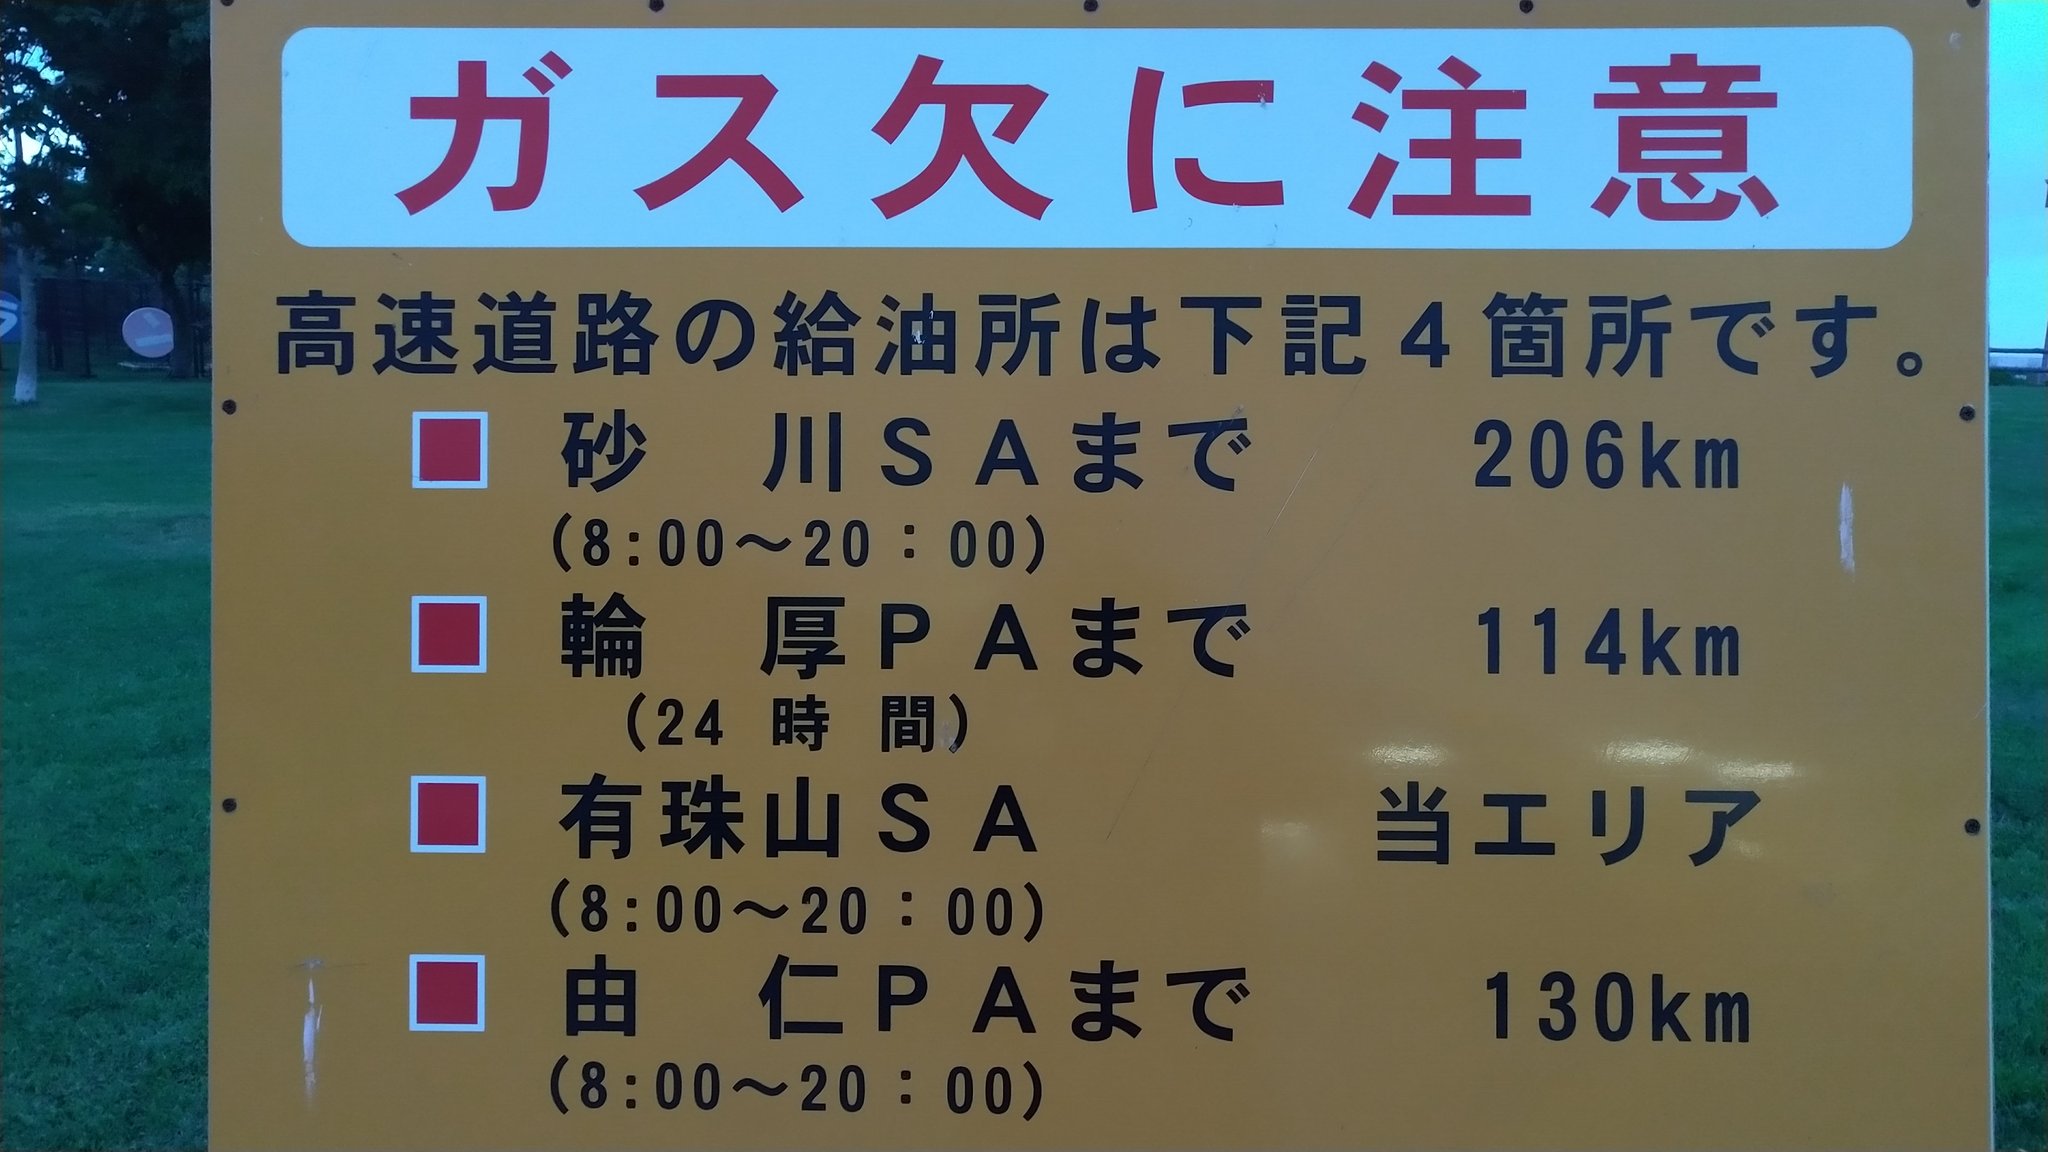 ガス欠に注意
高速道路の給油所は下記４箇所です。
砂　川ＳＡまで　206km
(8:00～20：00)
輪　厚ＰＡまで　114km
(24 時 間)
有珠山ＳＡ　当エリア
(8:00～20：00)
由　仁ＰＡまで　130km
(8:00～20：00)